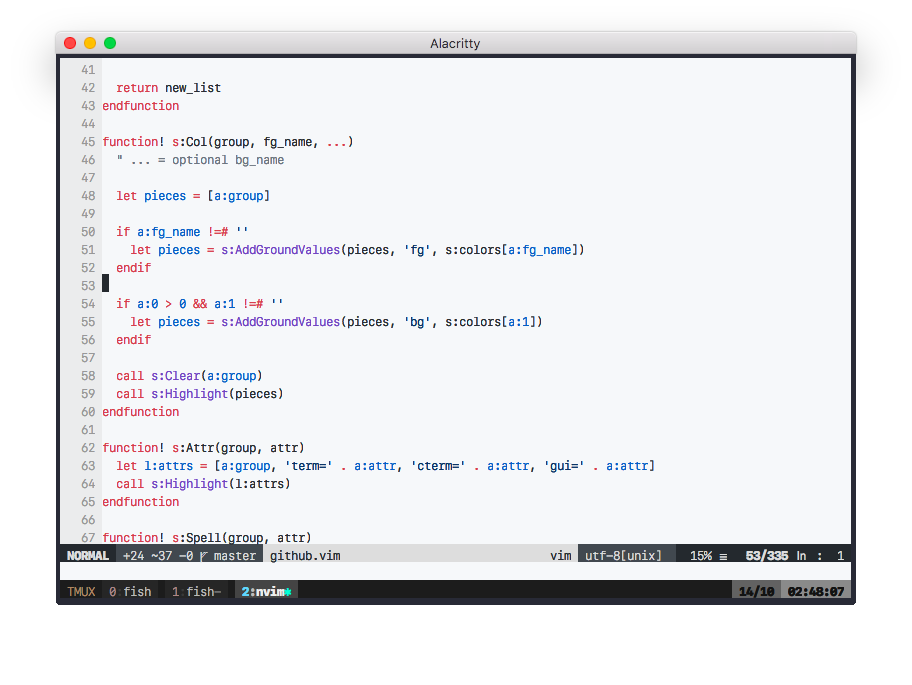 Alacritty
41
42   return new_list
43 endfunction
44
45 function! s:Col(group, fg_name, ...)
46   " ... = optional bg_name
47
48   let pieces = [a:group]
49
50   if a:fg_name !=# ''
51     let pieces = s:AddGroundValues(pieces, 'fg', s:colors[a:fg_name])
52   endif
53
54   if a:0 > 0 && a:1 !=# ''
55     let pieces = s:AddGroundValues(pieces, 'bg', s:colors[a:1])
56   endif
57
58   call s:Clear(a:group)
59   call s:Highlight(pieces)
60 endfunction
61
62 function! s:Attr(group, attr)
63   let l:attrs = [a:group, 'term=' . a:attr, 'cterm=' . a:attr, 'gui=' . a:attr]
64   call s:Highlight(l:attrs)
65 endfunction
66
67 function! s:Spell(group, attr)
NORMAL +24 ~37 -0 master github.vim vim utf-8[unix] 15% ≡ 53/335 ln : 1
TMUX 0 fish 1:fish- 2:nvim* 14/10 02:48:07